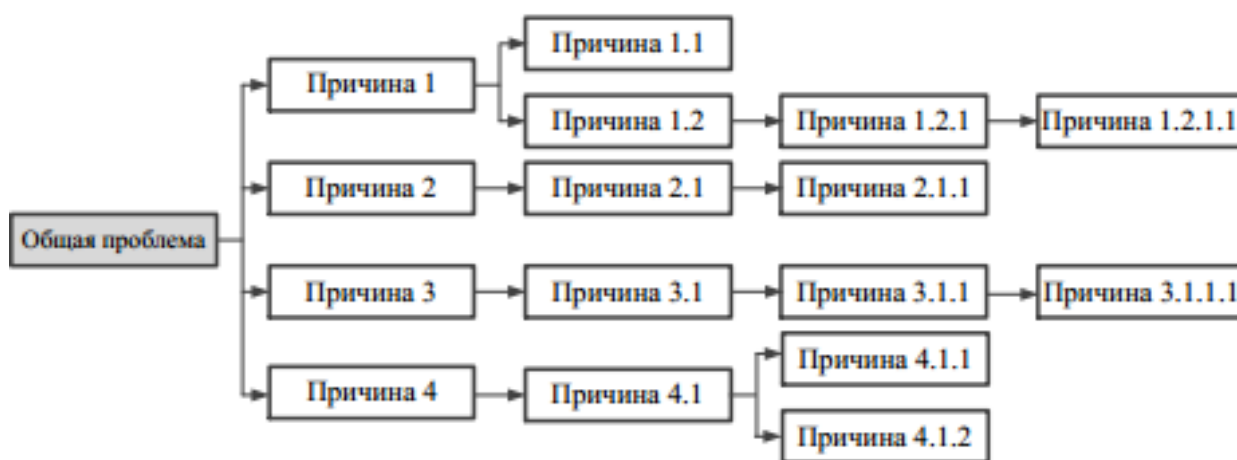 Причина 1.1
Причина 1
Причина 1.2
Причина 1.2.1
Причина 1.2.1.1
Причина 2
Причина 2.1
Причина 2.1.1
Общая проблема
Причина 3
Причина 3.1
Причина 3.1.1
Причина 3.1.1.1
Причина 4
Причина 4.1
Причина 4.1.1
Причина 4.1.2